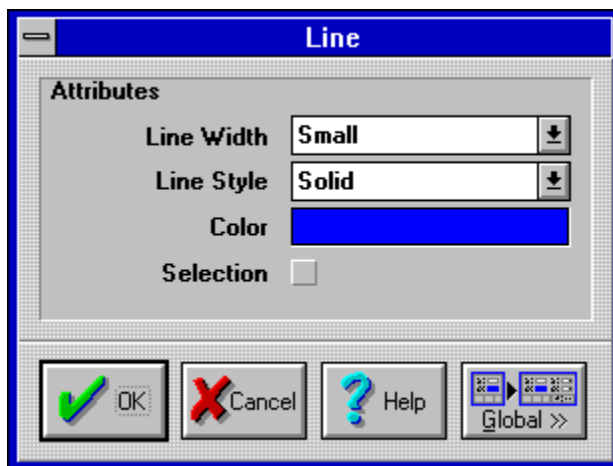 Line
Attributes
Line Width Small
Line Style Solid
Color
Selection
OK Cancel Help Global >>